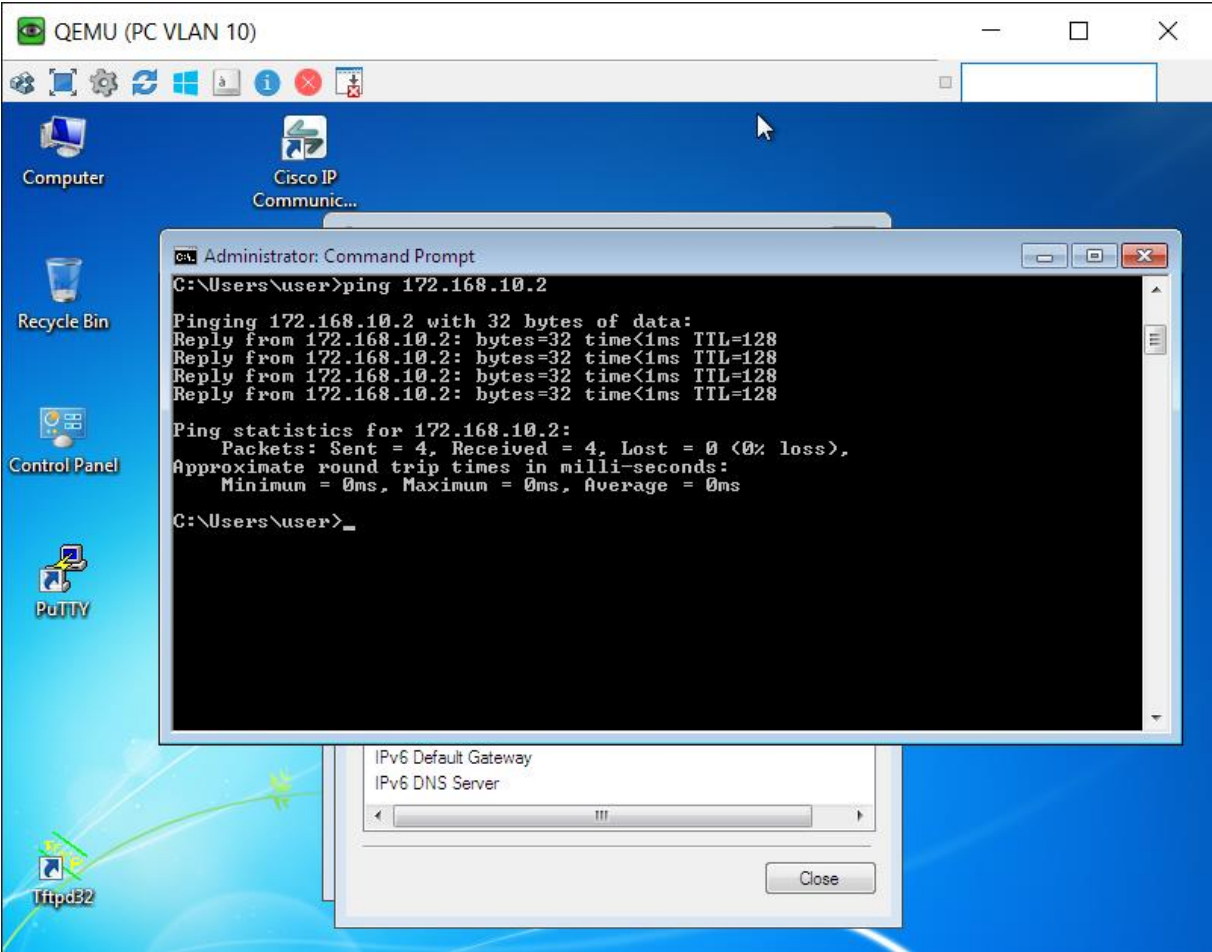 QEMU (PC VLAN 10)
Computer
Cisco IP
Communic...
Recycle Bin
Control Panel
PuTTY
Tftpd32
Administrator: Command Prompt
C:\Users\user>ping 172.168.10.2
Pinging 172.168.10.2 with 32 bytes of data:
Reply from 172.168.10.2: bytes=32 time<1ms TTL=128
Reply from 172.168.10.2: bytes=32 time<1ms TTL=128
Reply from 172.168.10.2: bytes=32 time<1ms TTL=128
Reply from 172.168.10.2: bytes=32 time<1ms TTL=128
Ping statistics for 172.168.10.2:
Packets: Sent = 4, Received = 4, Lost = 0 (0% loss),
Approximate round trip times in milli-seconds:
Minimum = 0ms, Maximum = 0ms, Average = 0ms
C:\Users\user>_
IPv6 Default Gateway
IPv6 DNS Server
Close